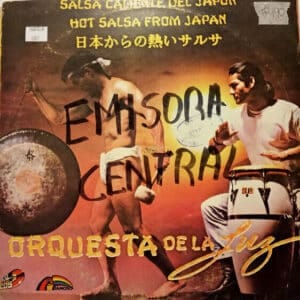 SALSA CALIENTE DEL JAPON
HOT SALSA FROM JAPAN
日本からの熱いサルサ
EMISORA
CENTRAL
ORQUESTA DE LA Luz